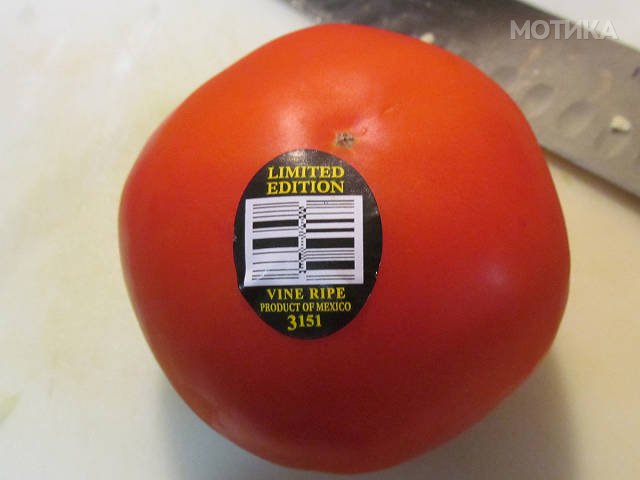 МОТИКА
LIMITED
EDITION
VINE RIPE
PRODUCT OF MEXICO
3151